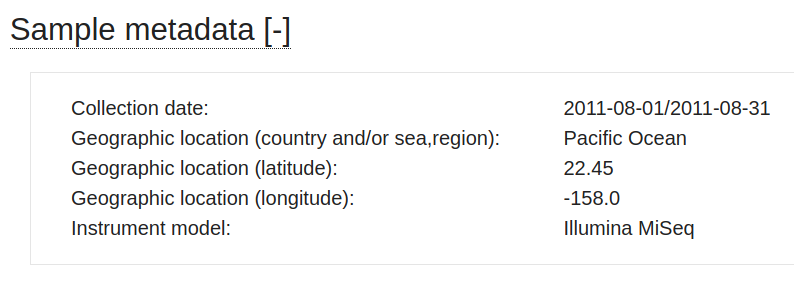 Sample metadata [-]
Collection date: 2011-08-01/2011-08-31
Geographic location (country and/or sea,region): Pacific Ocean
Geographic location (latitude): 22.45
Geographic location (longitude): -158.0
Instrument model: Illumina MiSeq